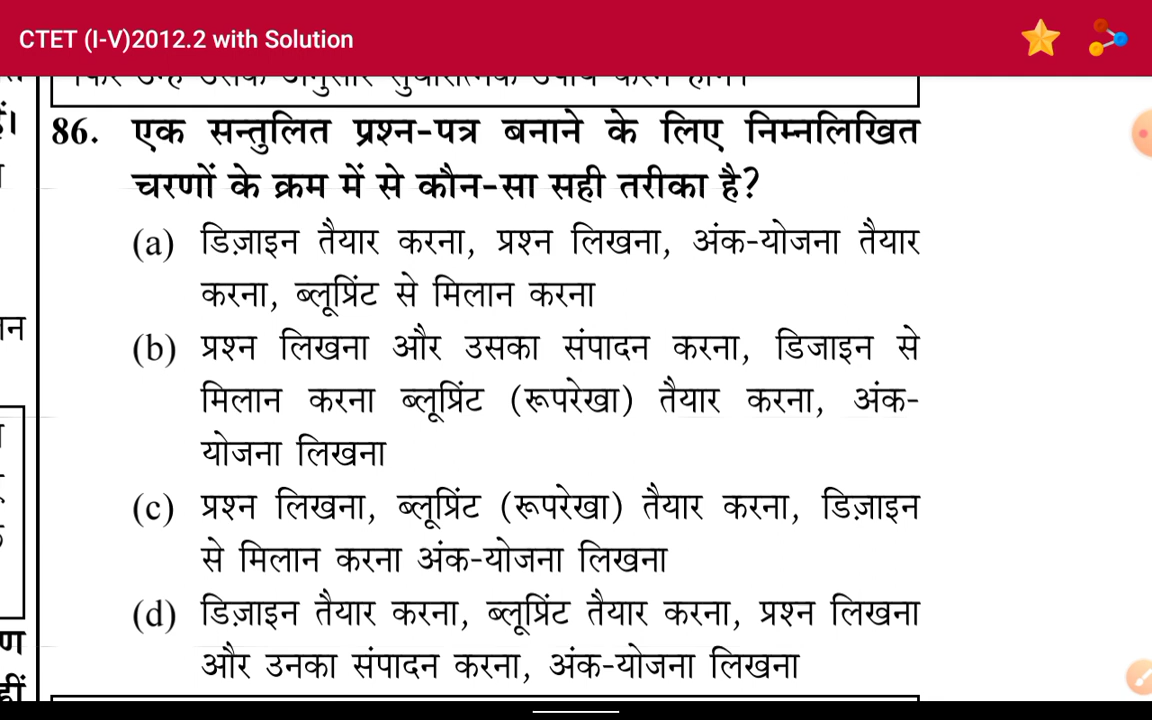 CTET (I-V)2012.2 with Solution
86. एक सन्तुलित प्रश्न-पत्र बनाने के लिए निम्नलिखित
चरणों के क्रम में से कौन-सा सही तरीका है?
(a) डिज़ाइन तैयार करना, प्रश्न लिखना, अंक-योजना तैयार
करना, ब्लूप्रिंट से मिलान करना
(b) प्रश्न लिखना और उसका संपादन करना, डिजाइन से
मिलान करना ब्लूप्रिंट (रूपरेखा) तैयार करना, अंक-
योजना लिखना
(c) प्रश्न लिखना, ब्लूप्रिंट (रूपरेखा) तैयार करना, डिज़ाइन
से मिलान करना अंक-योजना लिखना
(d) डिज़ाइन तैयार करना, ब्लूप्रिंट तैयार करना, प्रश्न लिखना
और उनका संपादन करना, अंक-योजना लिखना